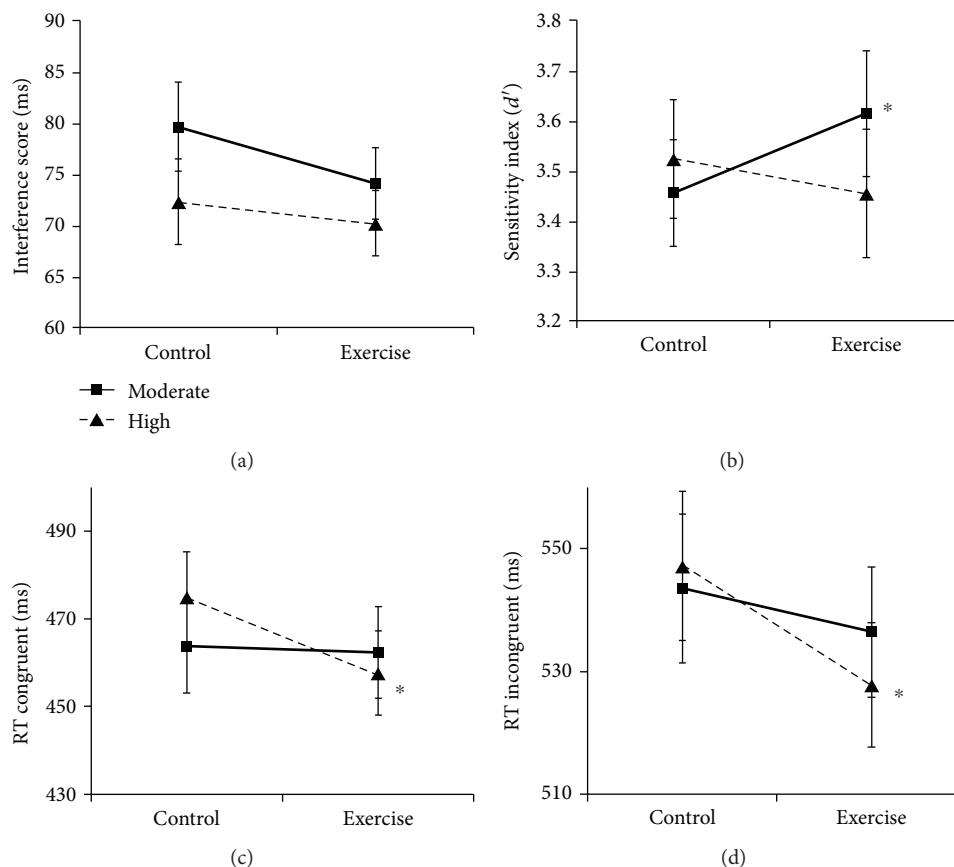 Interference score (ms)
90
85
80
75
70
65
60
Control
Exercise
Moderate
High
(a)
Sensitivity index (d′)
3.8
3.7
3.6
3.5
3.4
3.3
3.2
*
Control
Exercise
(b)
RT congruent (ms)
490
470
450
430
*
Control
Exercise
(c)
RT incongruent (ms)
550
530
510
*
Control
Exercise
(d)